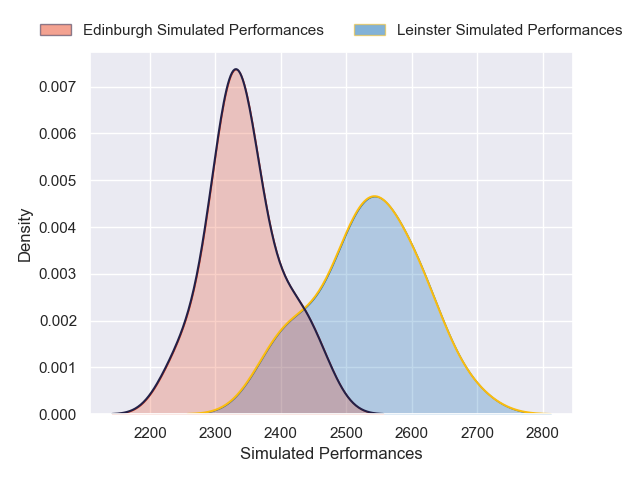 Edinburgh Simulated Performances
Leinster Simulated Performances
0.007
0.006
0.005
0.004
0.003
0.002
0.001
0.000
Density
2200 2300 2400 2500 2600 2700 2800
Simulated Performances